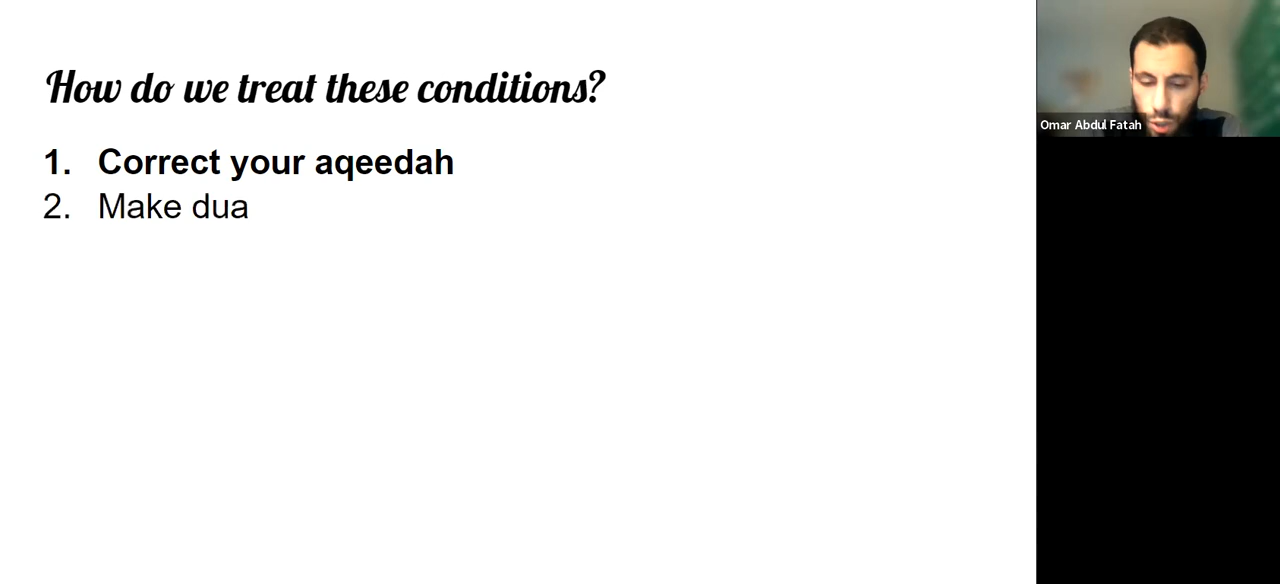 How do we treat these conditions?
1. Correct your aqeedah
2. Make dua
Omar Abdul Fatah